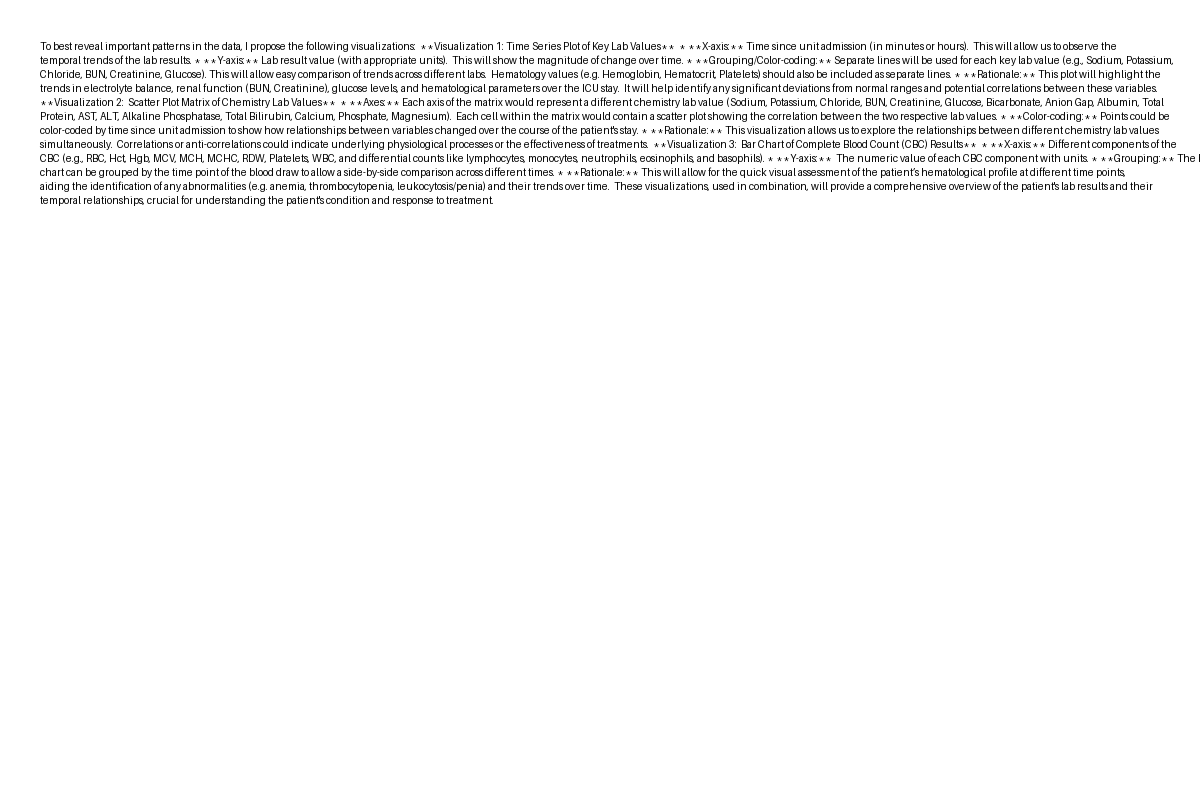 To best reveal important patterns in the data, I propose the following visualizations:  **Visualization 1: Time Series Plot of Key Lab Values**  * **X-axis:** Time since unit admission (in minutes or hours).  This will allow us to observe the
temporal trends of the lab results. * **Y-axis:** Lab result value (with appropriate units).  This will show the magnitude of change over time. * **Grouping/Color-coding:** Separate lines will be used for each key lab value (e.g., Sodium, Potassium,
Chloride, BUN, Creatinine, Glucose). This will allow easy comparison of trends across different labs.  Hematology values (e.g. Hemoglobin, Hematocrit, Platelets) should also be included as separate lines. * **Rationale:** This plot will highlight the
trends in electrolyte balance, renal function (BUN, Creatinine), glucose levels, and hematological parameters over the ICU stay.  It will help identify any significant deviations from normal ranges and potential correlations between these variables.
**Visualization 2:  Scatter Plot Matrix of Chemistry Lab Values**  * **Axes:** Each axis of the matrix would represent a different chemistry lab value (Sodium, Potassium, Chloride, BUN, Creatinine, Glucose, Bicarbonate, Anion Gap, Albumin, Total
Protein, AST, ALT, Alkaline Phosphatase, Total Bilirubin, Calcium, Phosphate, Magnesium).  Each cell within the matrix would contain a scatter plot showing the correlation between the two respective lab values. * **Color-coding:** Points could be
color-coded by time since unit admission to show how relationships between variables changed over the course of the patient's stay. * **Rationale:** This visualization allows us to explore the relationships between different chemistry lab values
simultaneously.  Correlations or anti-correlations could indicate underlying physiological processes or the effectiveness of treatments.  **Visualization 3:  Bar Chart of Complete Blood Count (CBC) Results**  * **X-axis:** Different components of the
CBC (e.g., RBC, Hct, Hgb, MCV, MCH, MCHC, RDW, Platelets, WBC, and differential counts like lymphocytes, monocytes, neutrophils, eosinophils, and basophils). * **Y-axis:**  The numeric value of each CBC component with units. * **Grouping:** The
chart can be grouped by the time point of the blood draw to allow a side-by-side comparison across different times. * **Rationale:** This will allow for the quick visual assessment of the patient's hematological profile at different time points,
aiding the identification of any abnormalities (e.g. anemia, thrombocytopenia, leukocytosis/penia) and their trends over time.  These visualizations, used in combination, will provide a comprehensive overview of the patient's lab results and their
temporal relationships, crucial for understanding the patient's condition and response to treatment.